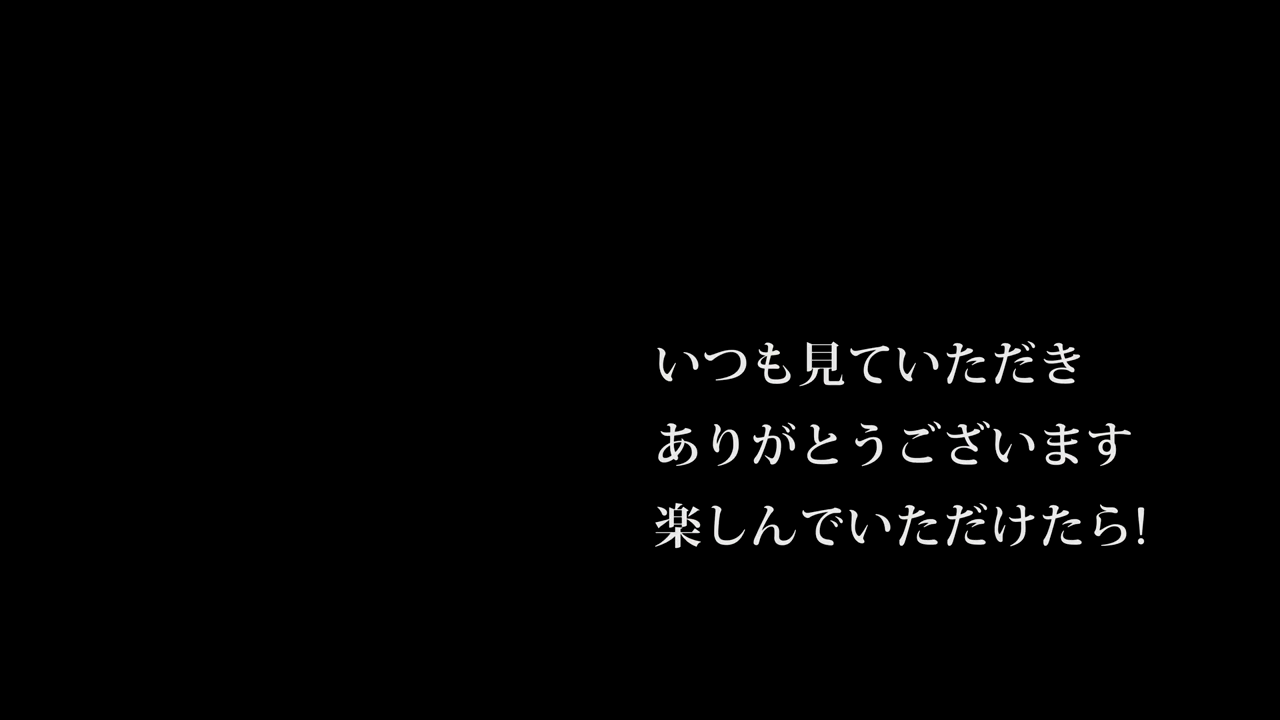 いつも見ていただき
ありがとうございます
楽しんでいただけたら!